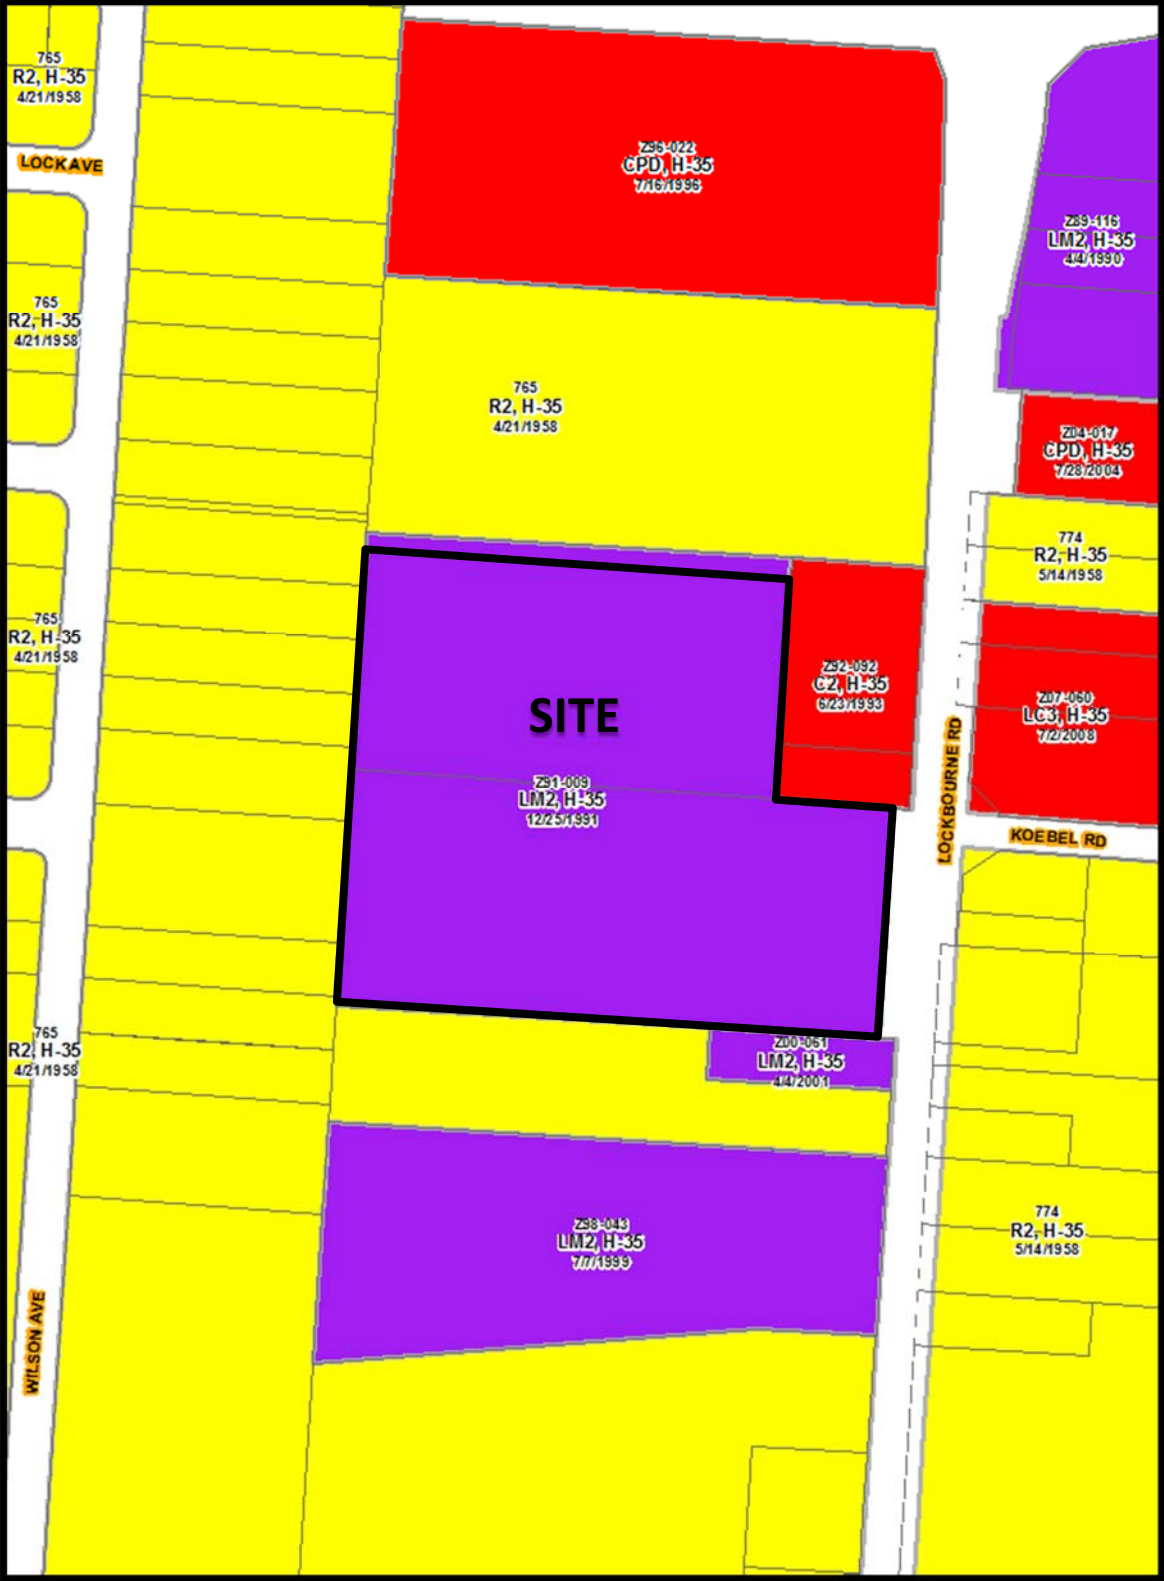 765
R2, H-35
4/21/1958
LOCK AVE
Z96-022
CPD, H-35
7/16/1996
Z89-116
LM2, H-35
4/4/1990
765
R2, H-35
4/21/1958
765
R2, H-35
4/21/1958
Z04-017
CPD, H-35
7/28/2004
774
R2, H-35
5/14/1958
765
R2, H-35
4/21/1958
SITE
Z92-092
C2, H-35
6/23/1993
Z07-060
LC3, H-35
7/2/2008
Z91-009
LM2, H-35
12/25/1991
LOCKBOURNE RD
KOEBEL RD
765
R2, H-35
4/21/1958
Z00-061
LM2, H-35
4/4/2001
Z98-043
LM2, H-35
7/7/1999
774
R2, H-35
5/14/1958
WILSON AVE